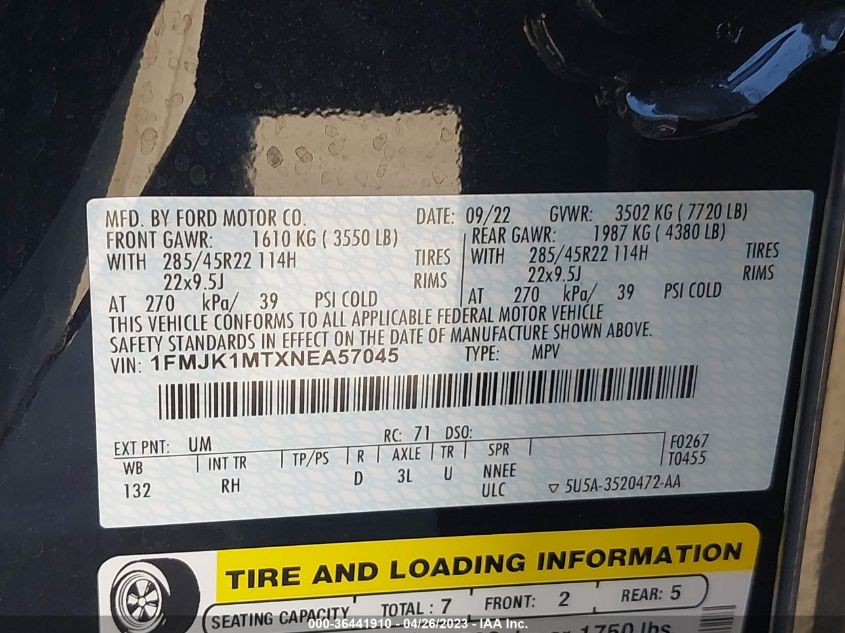 MFD. BY FORD MOTOR CO. DATE: 09/22 GVWR: 3502 KG ( 7720 LB)
FRONT GAWR: 1610 KG ( 3550 LB) REAR GAWR: 1987 KG ( 4380 LB)
WITH 285/45R22 114H TIRES WITH 285/45R22 114H TIRES
22x9.5J RIMS 22x9.5J RIMS
AT 270 kPa/ 39 PSI COLD AT 270 kPa/ 39 PSI COLD
THIS VEHICLE CONFORMS TO ALL APPLICABLE FEDERAL MOTOR VEHICLE
SAFETY STANDARDS IN EFFECT ON THE DATE OF MANUFACTURE SHOWN ABOVE.
VIN: 1FMJK1MTXNEA57045 TYPE: MPV
EXT PNT: UM RC: 71 DSO: F0267
WB INT TR TP/PS R AXLE TR SPR T0455
132 RH D 3L U NNEE
ULC 5U5A-3520472-AA
TIRE AND LOADING INFORMATION
SEATING CAPACITY TOTAL : 7 FRONT: 2 REAR: 5
1750 lbs
000-36441910 - 04/26/2023 - IAA Inc.